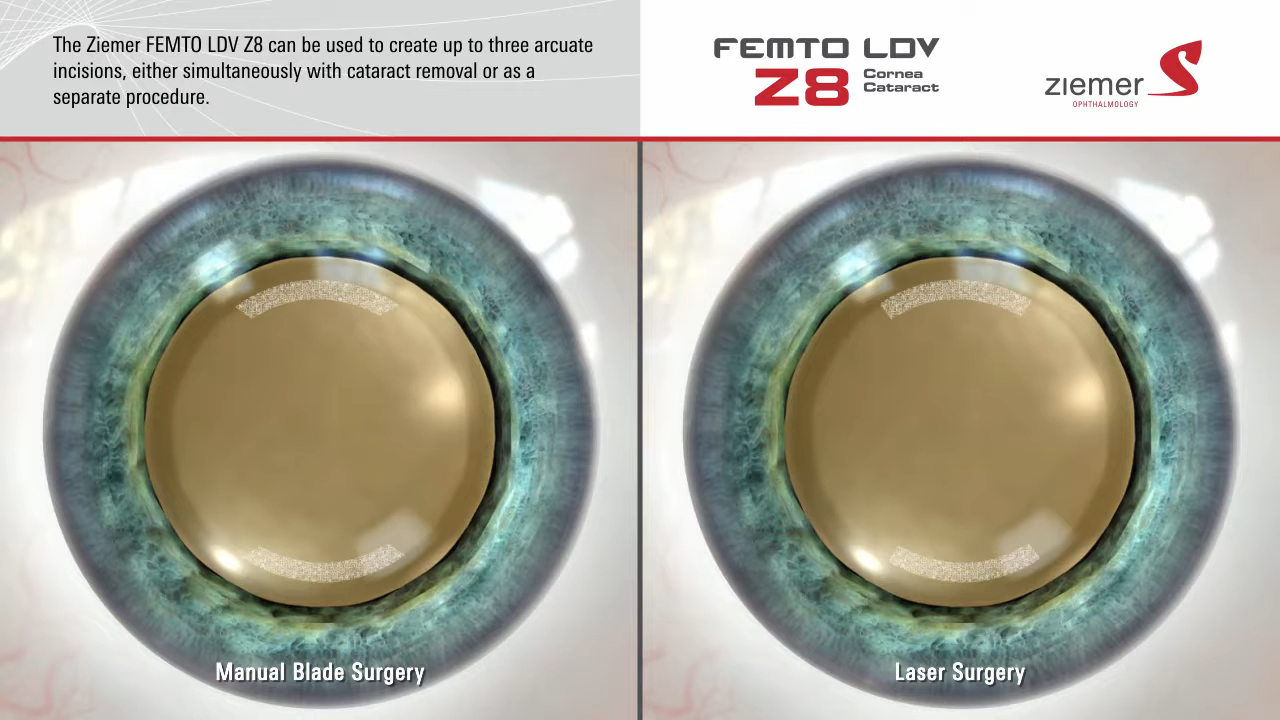 The Ziemer FEMTO LDV Z8 can be used to create up to three arcuate
incisions, either simultaneously with cataract removal or as a
separate procedure.
FEMTO LDV
Z8 Cornea
Cataract
ziemer
OPHTHALMOLOGY
Manual Blade Surgery
Laser Surgery